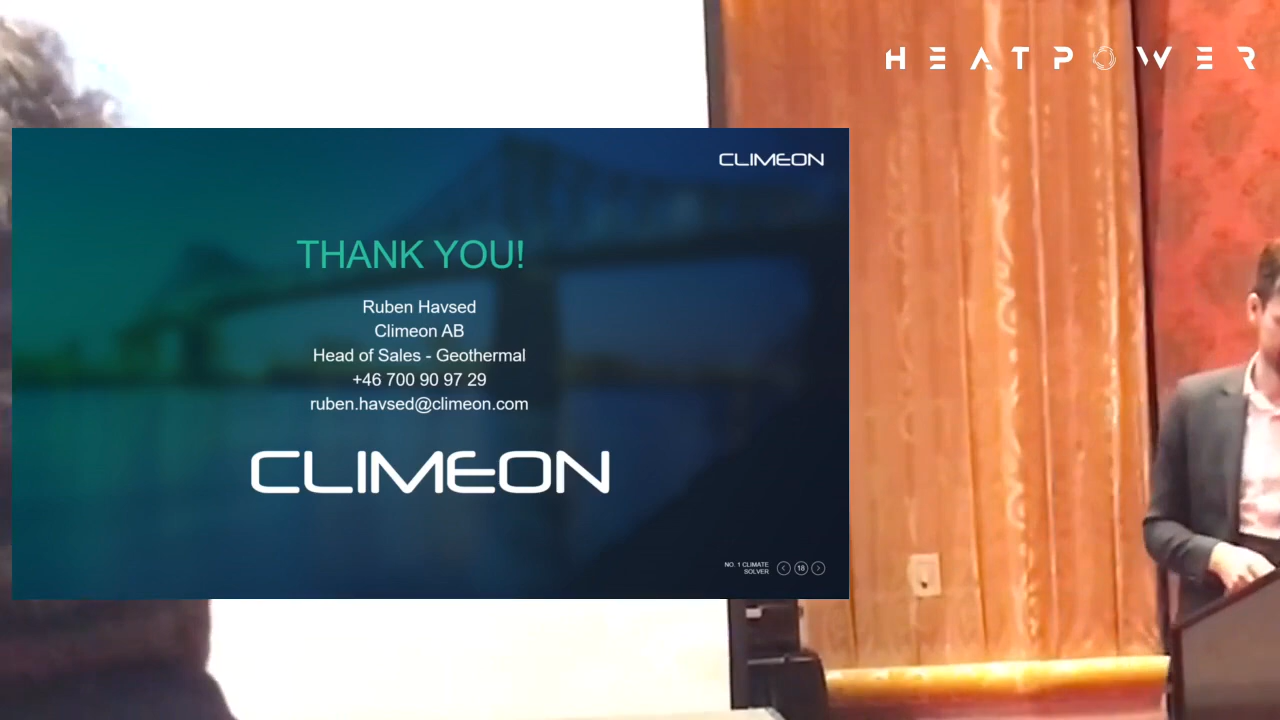 HEATPOWER
CLIMEON
THANK YOU!
Ruben Havsed
Climeon AB
Head of Sales - Geothermal
+46 700 90 97 29
ruben.havsed@climeon.com
CLIMEON
NO. 1 CLIMATE
SOLVER
18